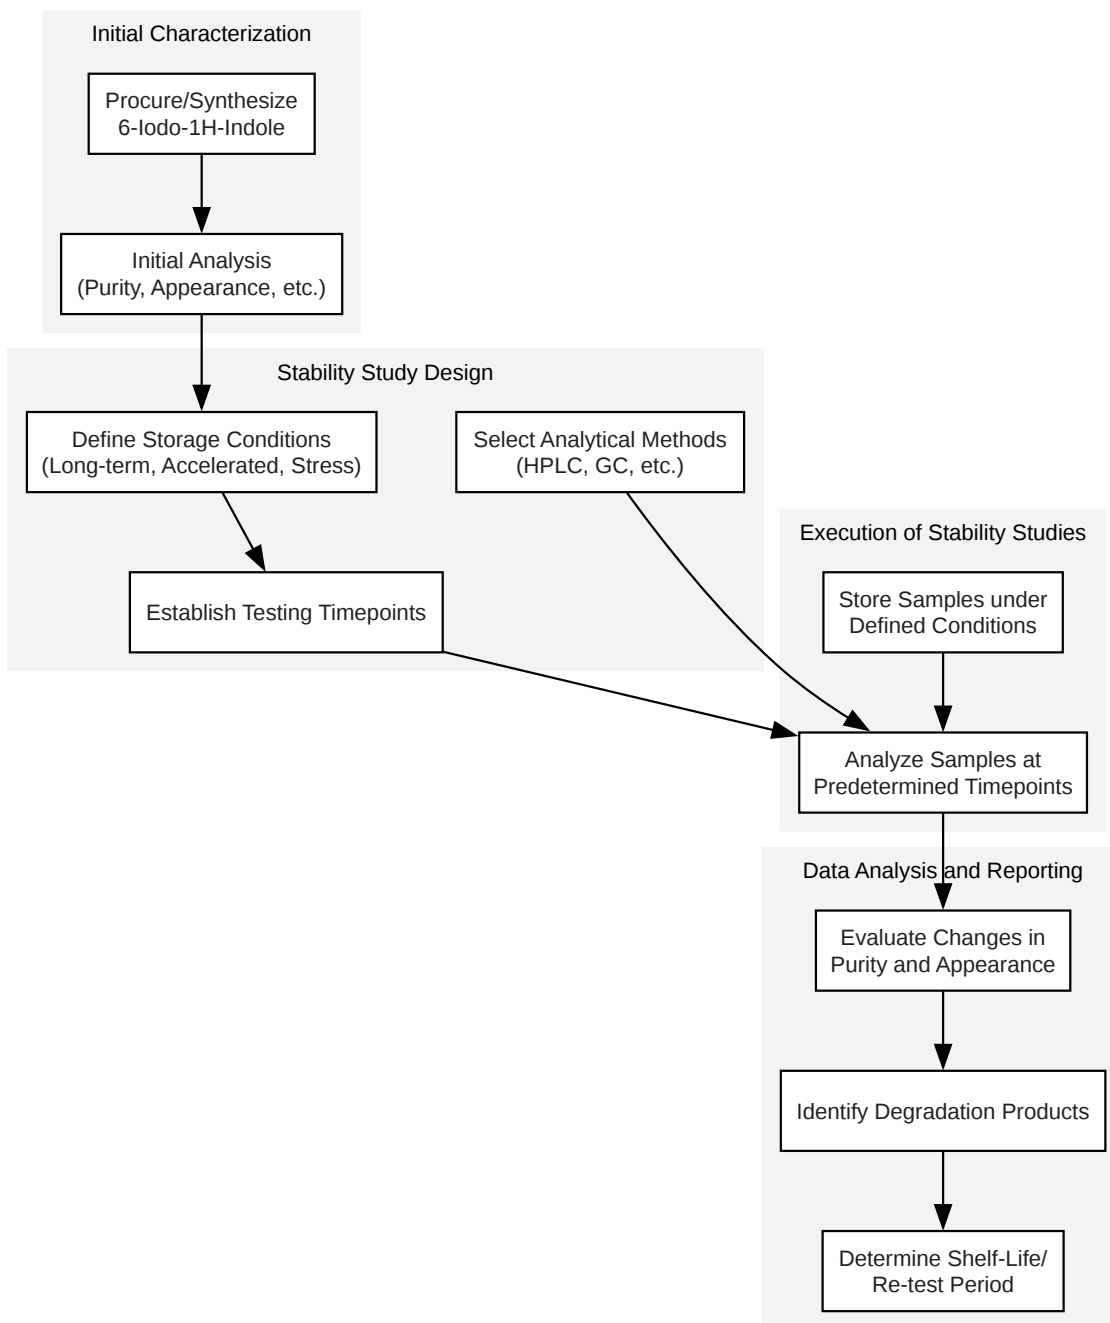 Initial Characterization
Procure/Synthesize
6-Iodo-1H-Indole
Initial Analysis
(Purity, Appearance, etc.)
Stability Study Design
Define Storage Conditions
(Long-term, Accelerated, Stress)
Select Analytical Methods
(HPLC, GC, etc.)
Establish Testing Timepoints
Execution of Stability Studies
Store Samples under
Defined Conditions
Analyze Samples at
Predetermined Timepoints
Data Analysis and Reporting
Evaluate Changes in
Purity and Appearance
Identify Degradation Products
Determine Shelf-Life/
Re-test Period